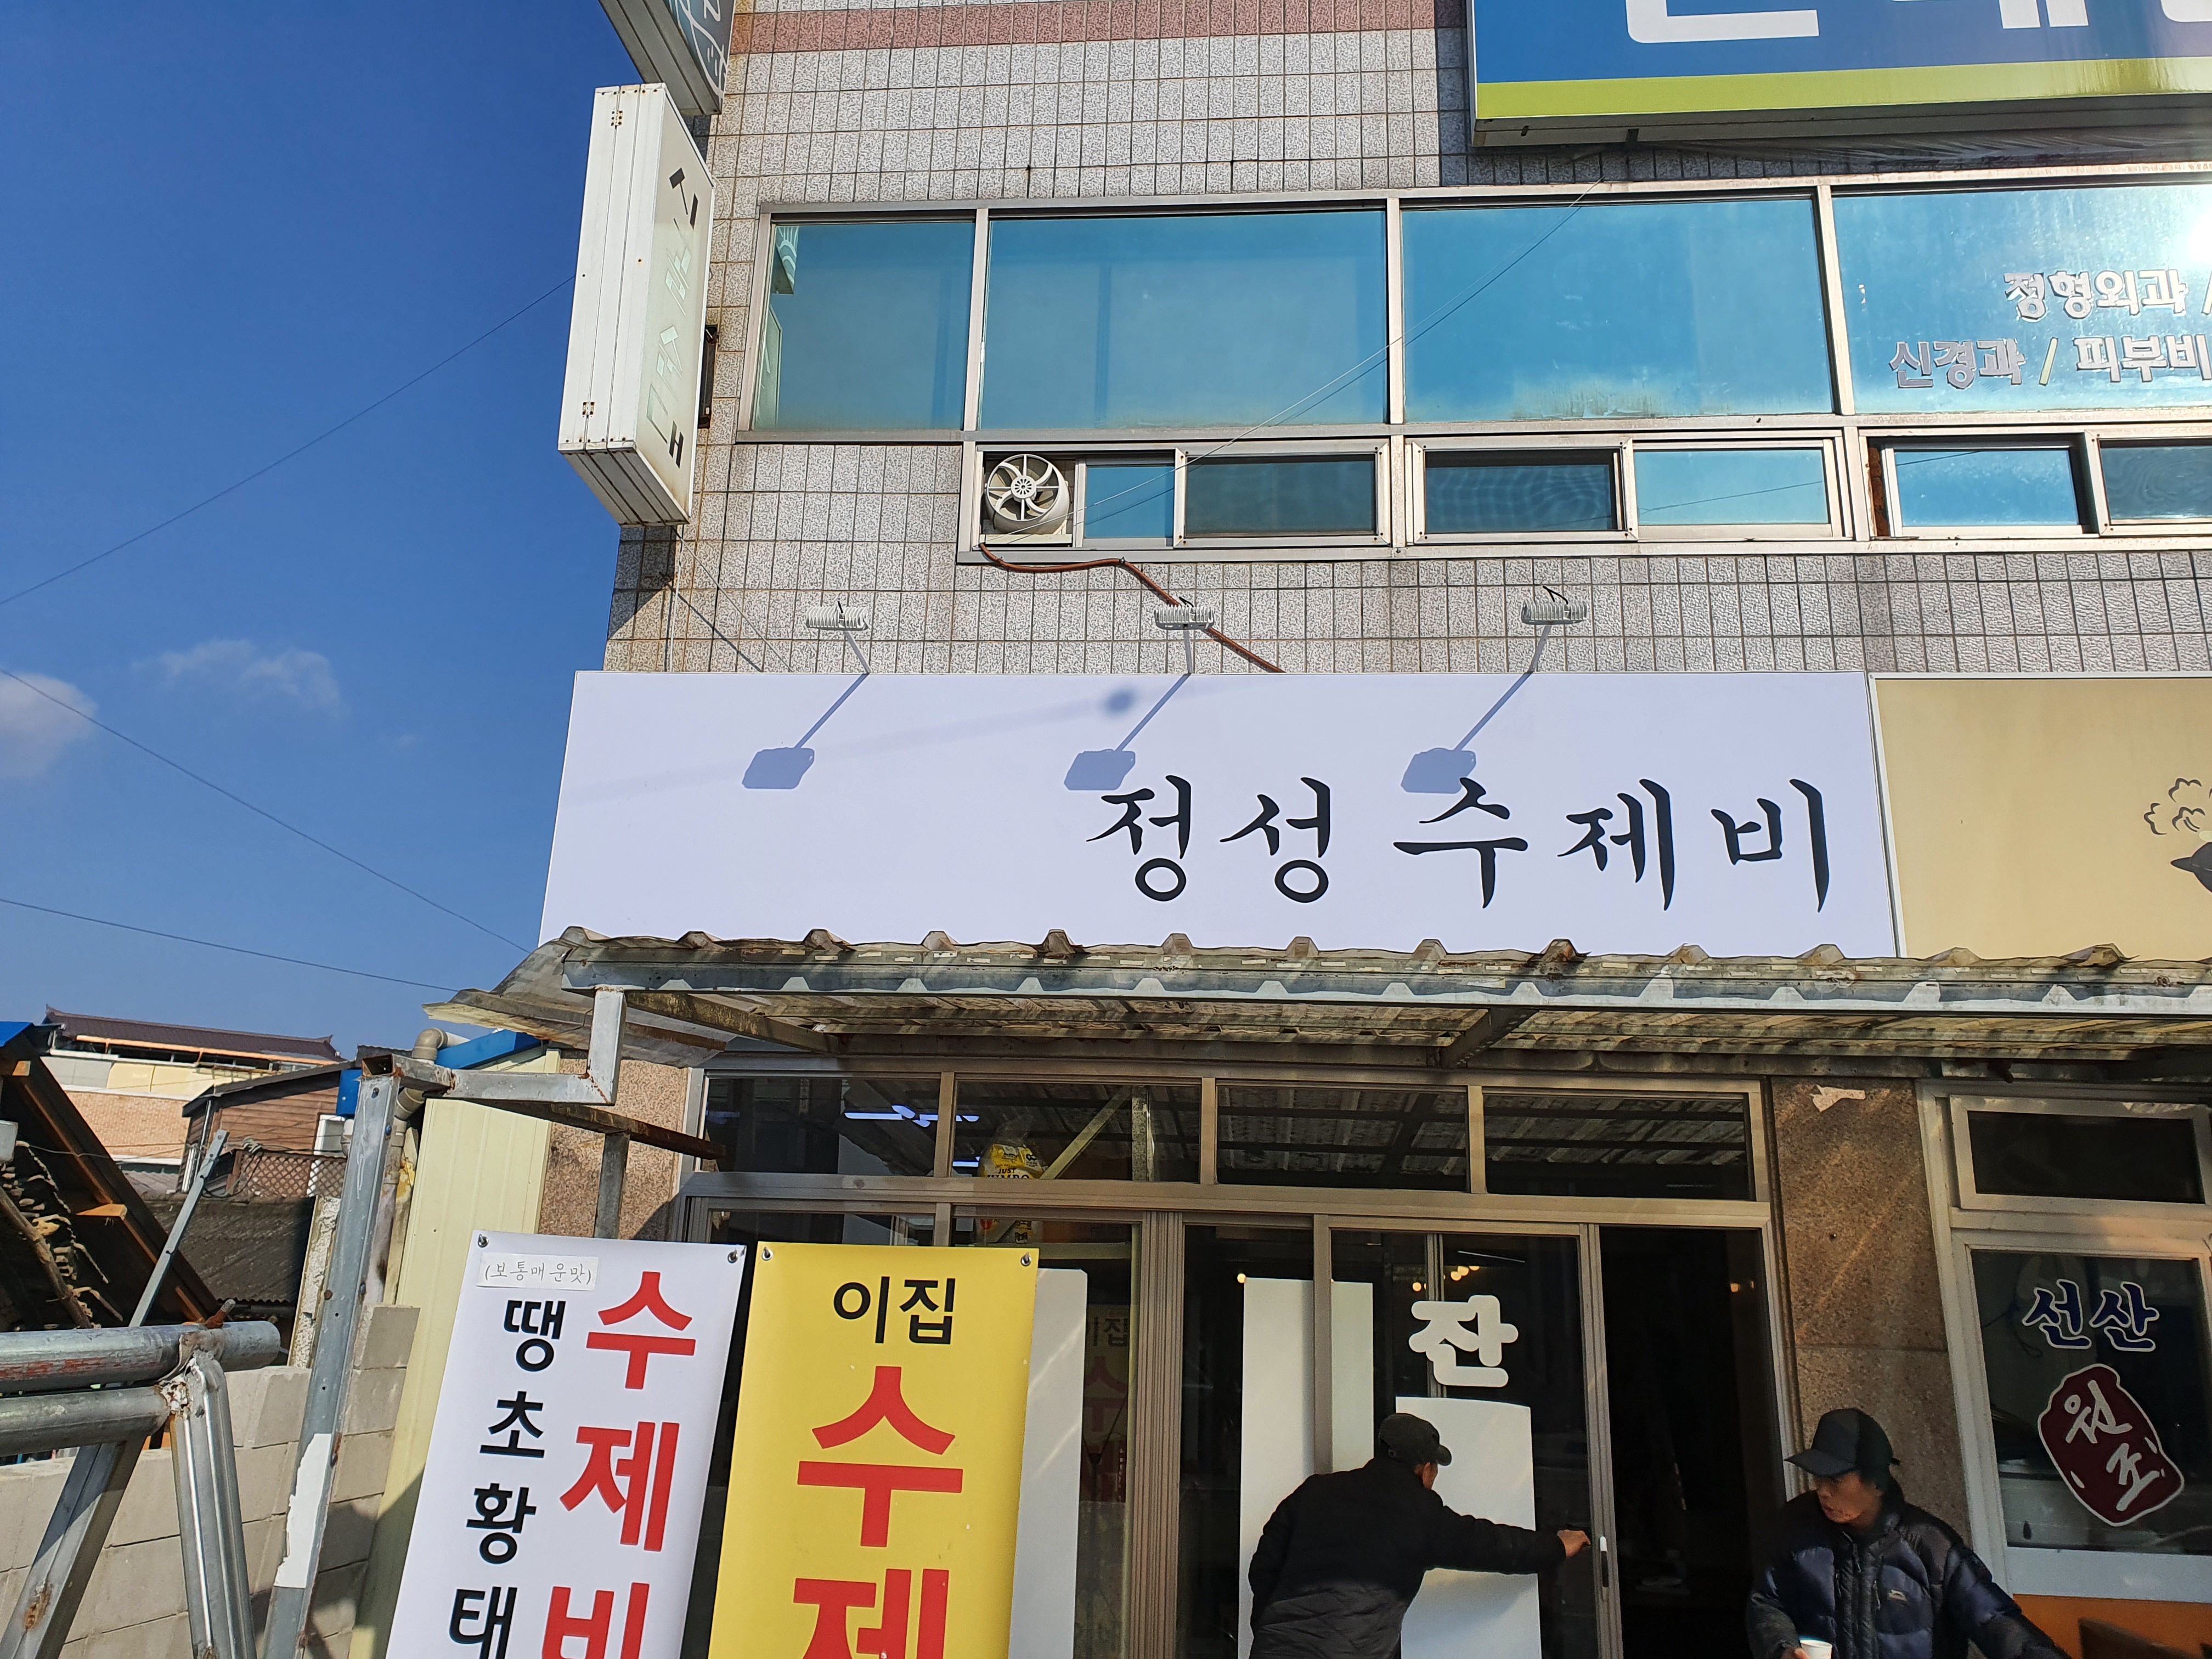 정형외과 /
신경과 / 피부비
정성 수제비
(보통매운맛)
땡초황태
수제비
이집
수제
잔
선산
원조